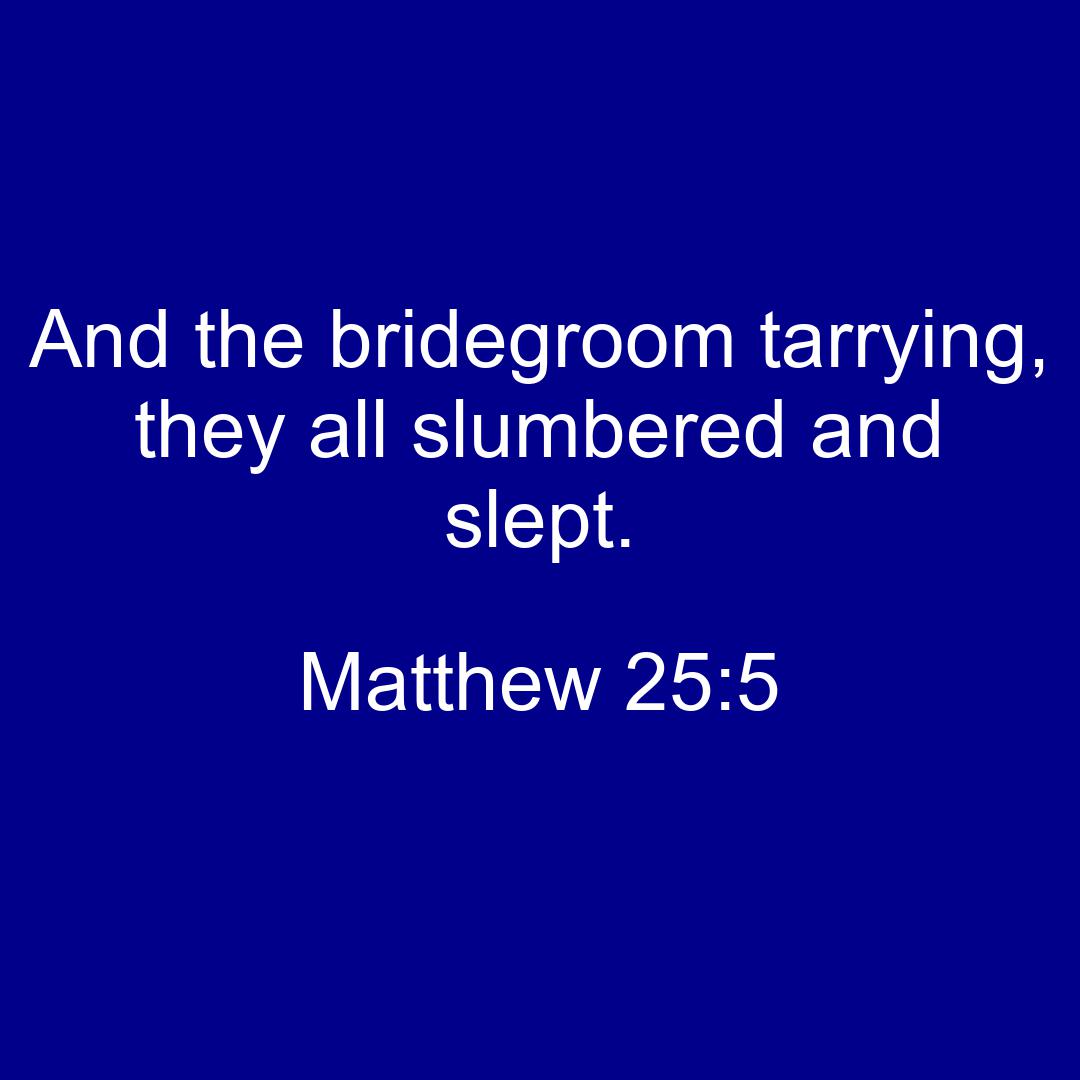 And the bridegroom tarrying,
they all slumbered and
slept.
Matthew 25:5